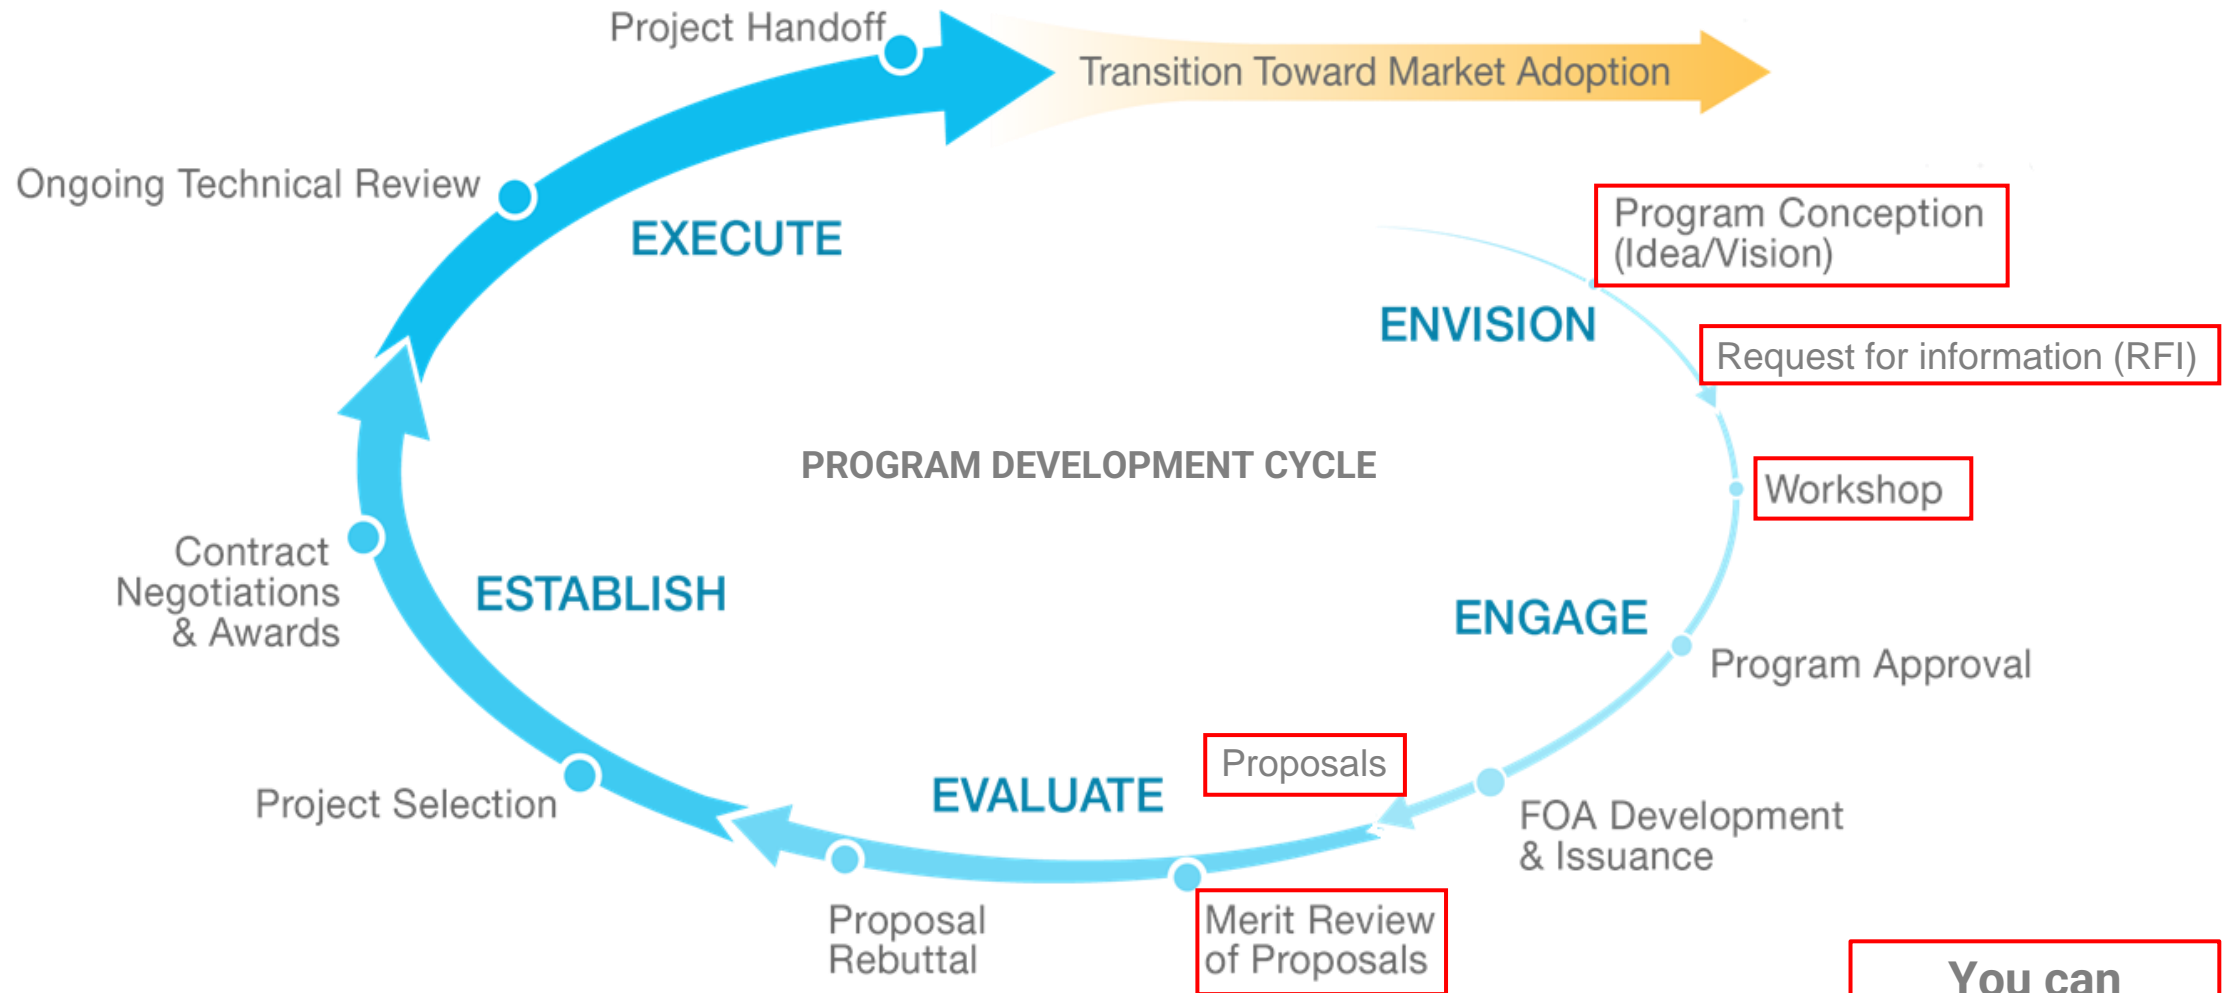 Project Handoff
Transition Toward Market Adoption
Ongoing Technical Review
EXECUTE
Program Conception
(Idea/Vision)
ENVISION
Request for information (RFI)
PROGRAM DEVELOPMENT CYCLE
Workshop
Contract
Negotiations
& Awards
ESTABLISH
ENGAGE
Program Approval
Proposals
EVALUATE
Project Selection
FOA Development
& Issuance
Proposal
Rebuttal
Merit Review
of Proposals
You can